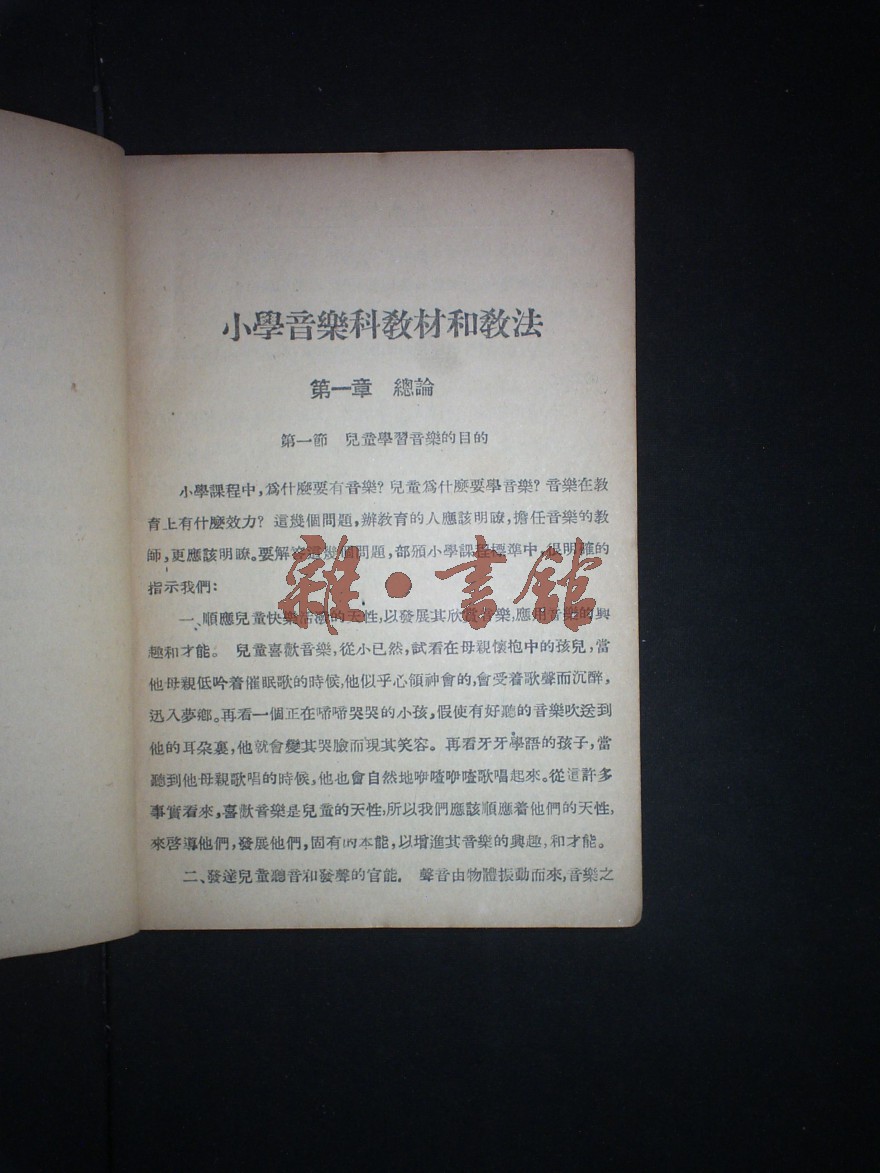 小學音樂科教材和教法
第一章　總論
第一節　兒童學習音樂的目的
小學課程中,爲什麼要有音樂?兒童爲什麼要學音樂?音樂在教
育上有什麼效力?這幾個問題,辦教育的人應該明瞭,擔任音樂的教
師,更應該明瞭。要解答這幾個問題,部頒小學課程標準中,很明確的
指示我們:
一、順應兒童快樂活潑的天性,以發展其欣賞音樂,應用音樂的興
趣和才能。　兒童喜歡音樂,從小已然,試看在母親懷抱中的孩兒,當
他母親低吟着催眠歌的時候,他似乎心領神會的,會受着歌聲而沉醉,
迅入夢鄉。再看一個正在啼啼哭哭的小孩,假使有好聽的音樂吹送到
他的耳朶裏,他就會變其哭臉而現其笑容。再看牙牙學語的孩子,當
聽到他母親歌唱的時候,他也會自然地咿喳咿喳歌唱起來。從這許多
事實看來,喜歡音樂是兒童的天性,所以我們應該順應着他們的天性,
來啓導他們,發展他們,固有的本能,以增進其音樂的興趣,和才能。
二、發達兒童聽音和發聲的官能.　聲音由物體振動而來,音樂之
雜·書館